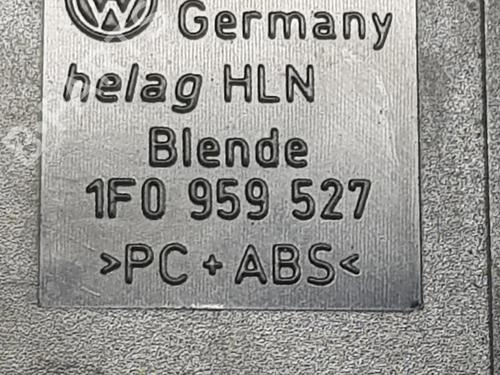 Germany
helag HLN
Blende
1F0 959 527
>PC+ABS<